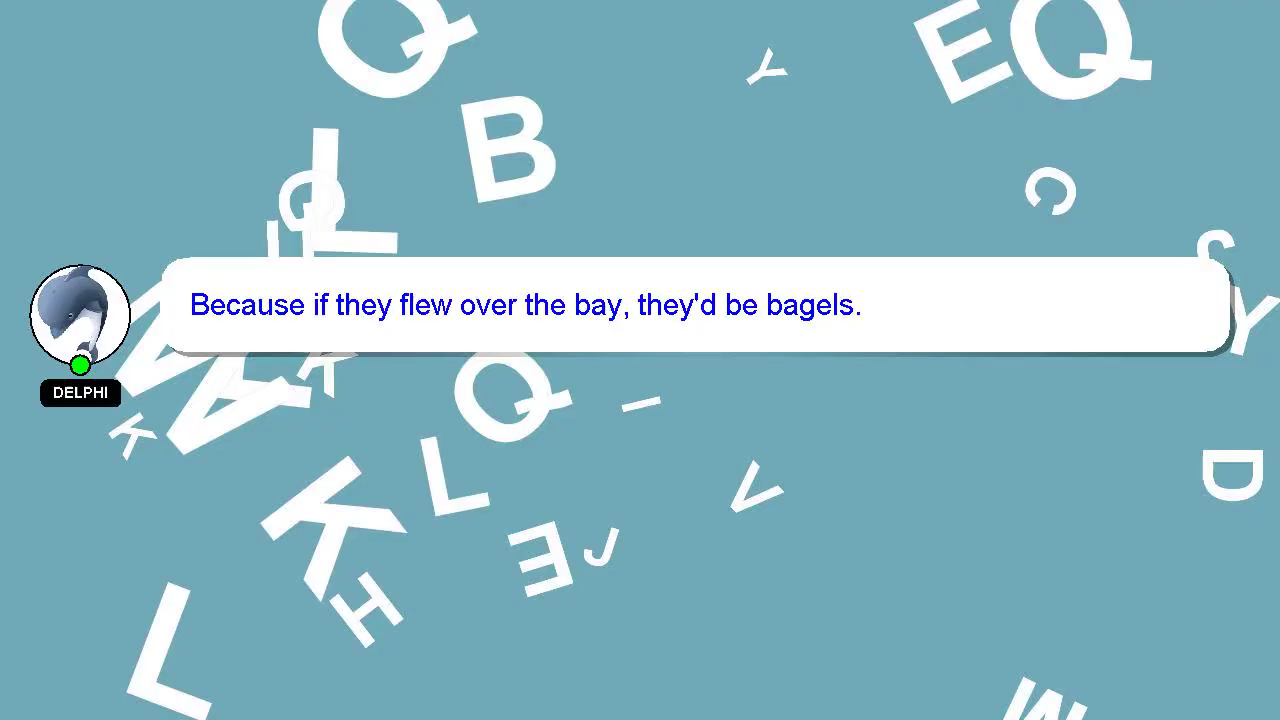 Q
E
Q
Y
B
L
C
Q
L
J
Because if they flew over the bay, they'd be bagels.
Y
DELPHI
K
Q
I
K
L
V
D
K
E
J
H
L
M